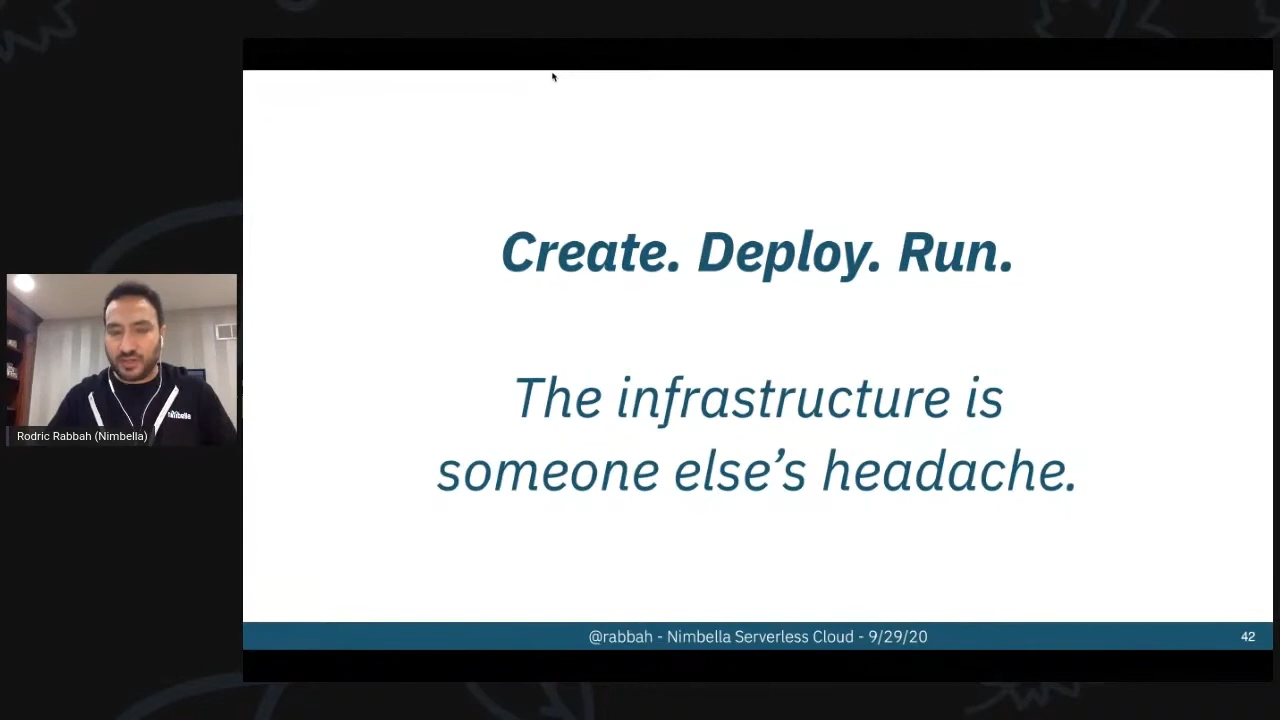 Create. Deploy. Run.
The infrastructure is
someone else's headache.
nimbella
Rodric Rabbah (Nimbella)
@rabbah - Nimbella Serverless Cloud - 9/29/20
42